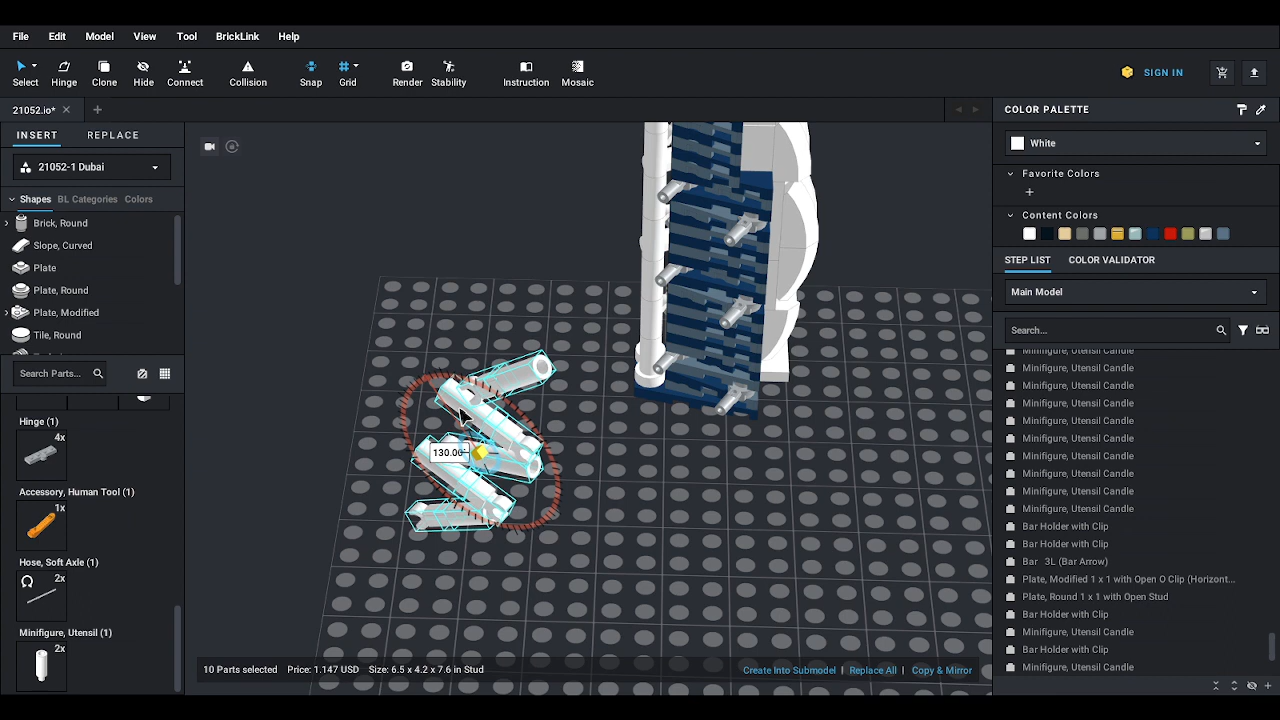 File Edit Model View Tool BrickLink Help
Select Hinge Clone Hide Connect Collision Snap Grid Render Stability Instruction Mosaic
SIGN IN
21052.io*
INSERT REPLACE
21052-1 Dubai
Shapes BL Categories Colors
Brick, Round
Slope, Curved
Plate
Plate, Round
Plate, Modified
Tile, Round
Search Parts...
Hinge (1)
4x
Accessory, Human Tool (1)
1x
Hose, Soft Axle (1)
2x
Minifigure, Utensil (1)
2x
130.00
10 Parts selected Price: 1.147 USD Size: 6.5 x 4.2 x 7.6 in Stud
Create Into Submodel | Replace All | Copy & Mirror
COLOR PALETTE
White
Favorite Colors
Content Colors
STEP LIST COLOR VALIDATOR
Main Model
Search...
Minifigure, Utensil Candle
Minifigure, Utensil Candle
Minifigure, Utensil Candle
Minifigure, Utensil Candle
Minifigure, Utensil Candle
Minifigure, Utensil Candle
Minifigure, Utensil Candle
Minifigure, Utensil Candle
Minifigure, Utensil Candle
Minifigure, Utensil Candle
Bar Holder with Clip
Bar Holder with Clip
Bar 3L (Bar Arrow)
Plate, Modified 1 x 1 with Open O Clip (Horizont...
Plate, Round 1 x 1 with Open Stud
Bar Holder with Clip
Minifigure, Utensil Candle
Bar Holder with Clip
Minifigure, Utensil Candle